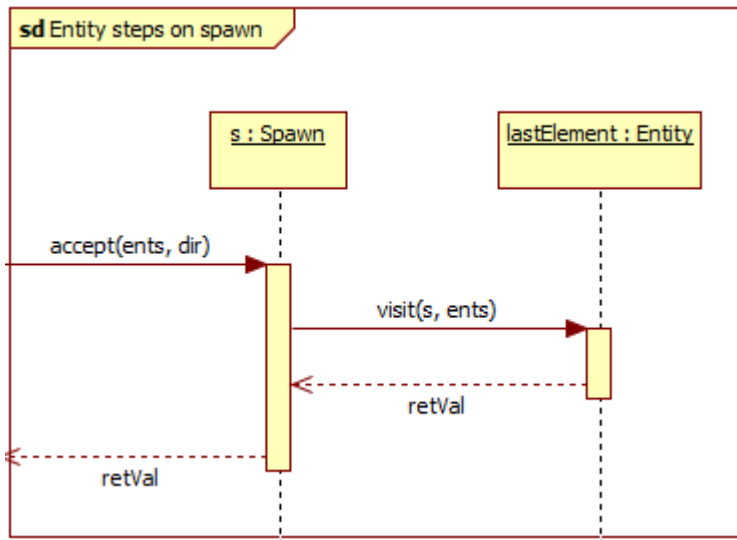 sd Entity steps on spawn
s : Spawn
lastElement : Entity
accept(ents, dir)
visit(s, ents)
retVal
retVal